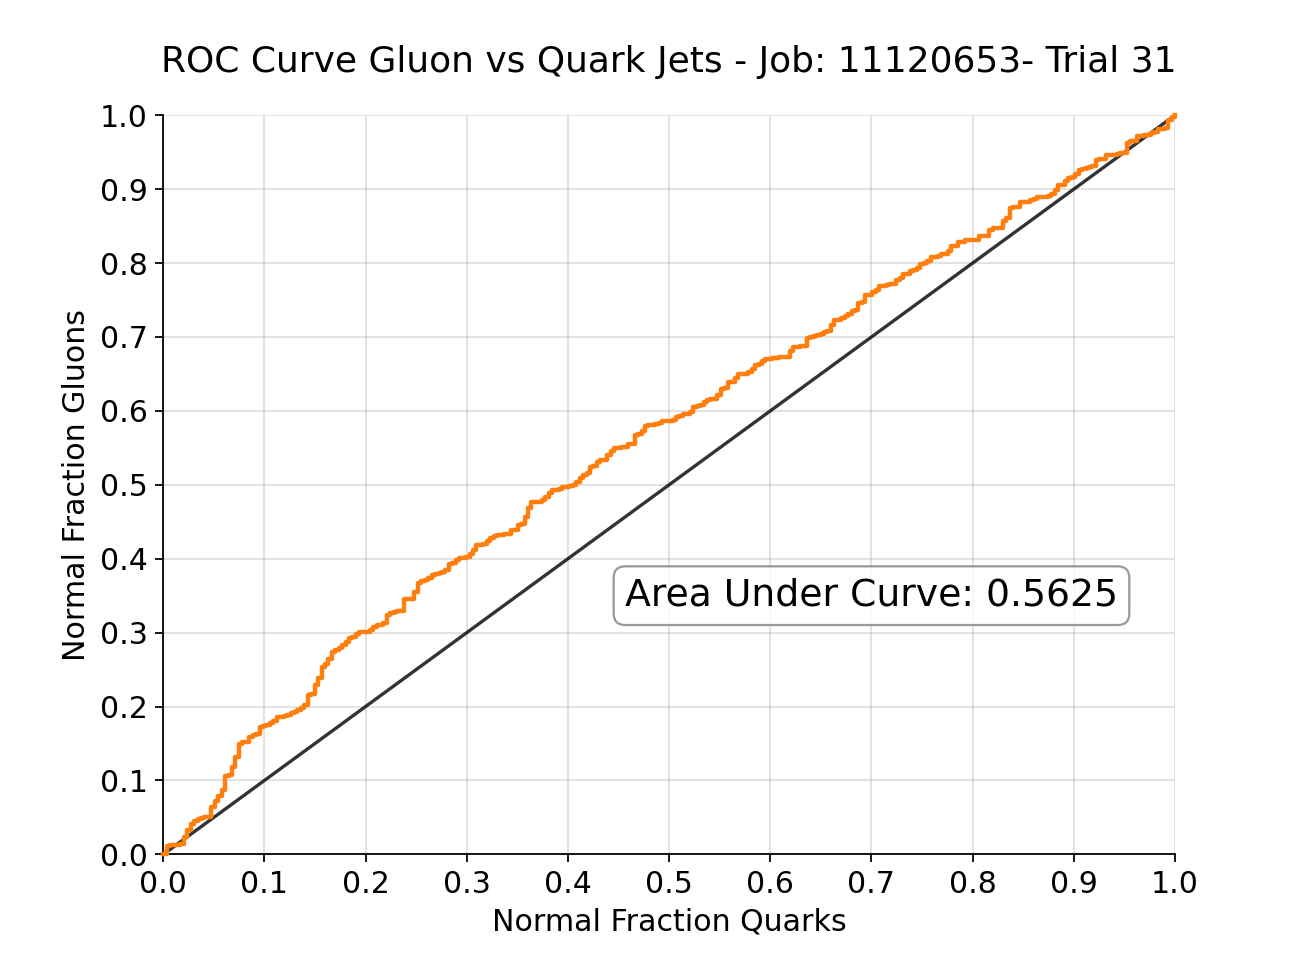 ROC Curve Gluon vs Quark Jets - Job: 11120653- Trial 31
1.0
0.9
0.8
0.7
0.6
0.5
0.4
0.3
0.2
0.1
0.0
Normal Fraction Gluons
Area Under Curve: 0.5625
0.0 0.1 0.2 0.3 0.4 0.5 0.6 0.7 0.8 0.9 1.0
Normal Fraction Quarks